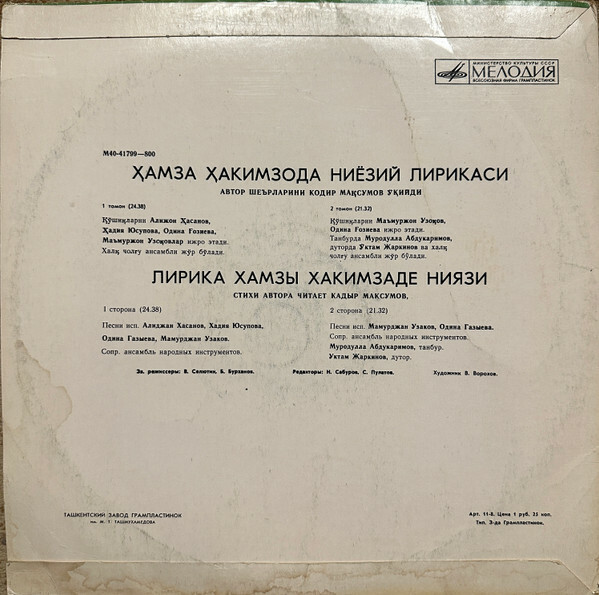 МИНИСТЕРСТВО КУЛЬТУРЫ СССР
МЕЛОДИЯ
ВСЕСОЮЗНАЯ ФИРМА ГРАМПЛАСТИНОК
М40-41799—800
ҲАМЗА ҲАКИМЗОДА НИЁЗИЙ ЛИРИКАСИ
АВТОР ШЕЪРЛАРИНИ КОДИР МАҚСУМОВ ЎҚИЙДИ
1 томон (24.38)
Қўшиқларни Алижон Ҳасанов,
Ҳадия Юсупова, Одина Ғозиева,
Маъмуржон Узоқовлар ижро этади.
Халқ чолғу ансамбли жўр бўлади.
2 томон (21.32)
Қўшиқларни Маъмуржон Узоқов,
Одина Гозиева ижро этади.
Танбурда Муродулла Абдукаримов,
дуторда Уктам Жаркинов ва халқ
чолғу ансамбли жўр бўлади.
ЛИРИКА ХАМЗЫ ХАКИМЗАДЕ НИЯЗИ
СТИХИ АВТОРА ЧИТАЕТ КАДЫР МАҚСУМОВ,
1 сторона (24.38)
Песни исп. Алиджан Хасанов, Хадия Юсупова,
Одина Газыева, Мамурджан Узаков.
Сопр. ансамбль народных инструментов.
2 сторона (21.32)
Песни исп. Мамурджан Узаков, Одина Газыева.
Сопр. ансамбль народных инструментов.
Муродулла Абдукаримов, танбур.
Уктам Жаркинов, дутор.
Зв. режиссеры: В. Салютин, Б. Бурханов.
Редакторы: Н. Сабуров, С. Пулатов.
Художник В. Ворохов.
ТАШКЕНТСКИЙ ЗАВОД ГРАМПЛАСТИНОК
им. М. Т. ТАШМУХАМЕДОВА
Арт. 11-8. Цена 1 руб. 25 коп.
Тип. З-да Грампластинок.